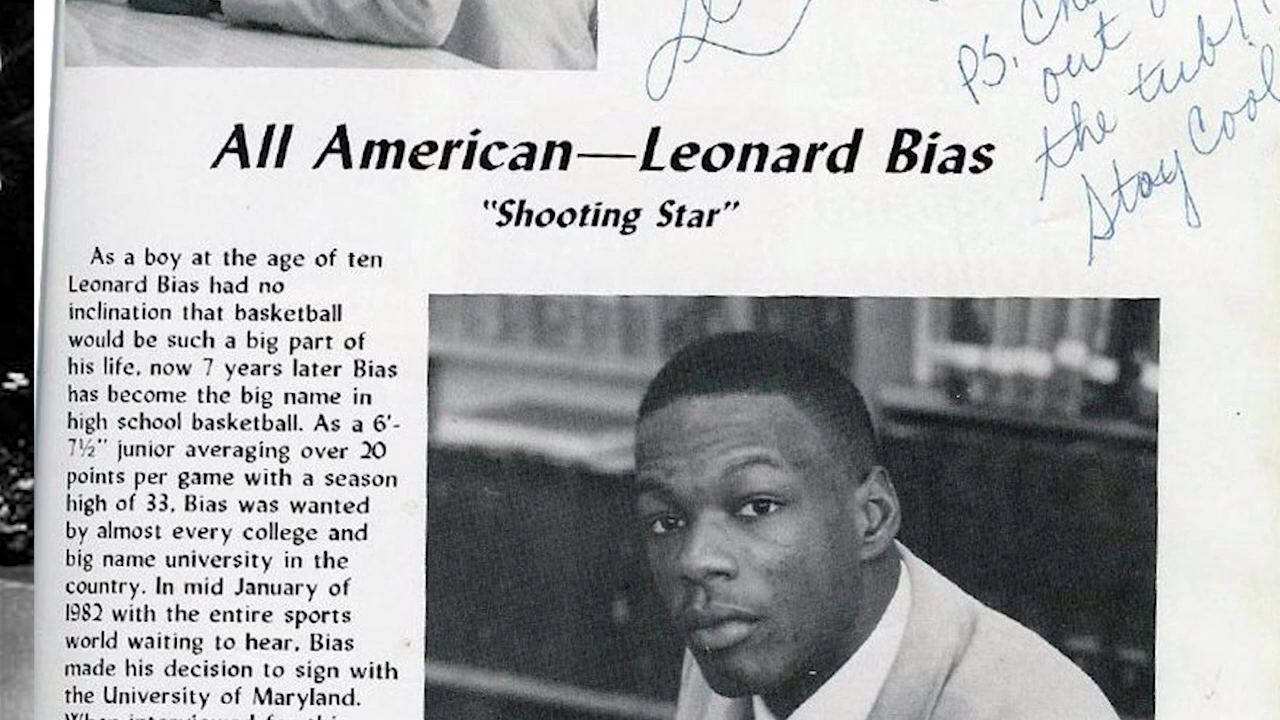 P.S.
out
the tub!!
Stay Cool
All American—Leonard Bias
"Shooting Star"
As a boy at the age of ten
Leonard Bias had no
inclination that basketball
would be such a big part of
his life, now 7 years later Bias
has become the big name in
high school basketball. As a 6'-
7½" junior averaging over 20
points per game with a season
high of 33, Bias was wanted
by almost every college and
big name university in the
country. In mid January of
1982 with the entire sports
world waiting to hear, Bias
made his decision to sign with
the University of Maryland.